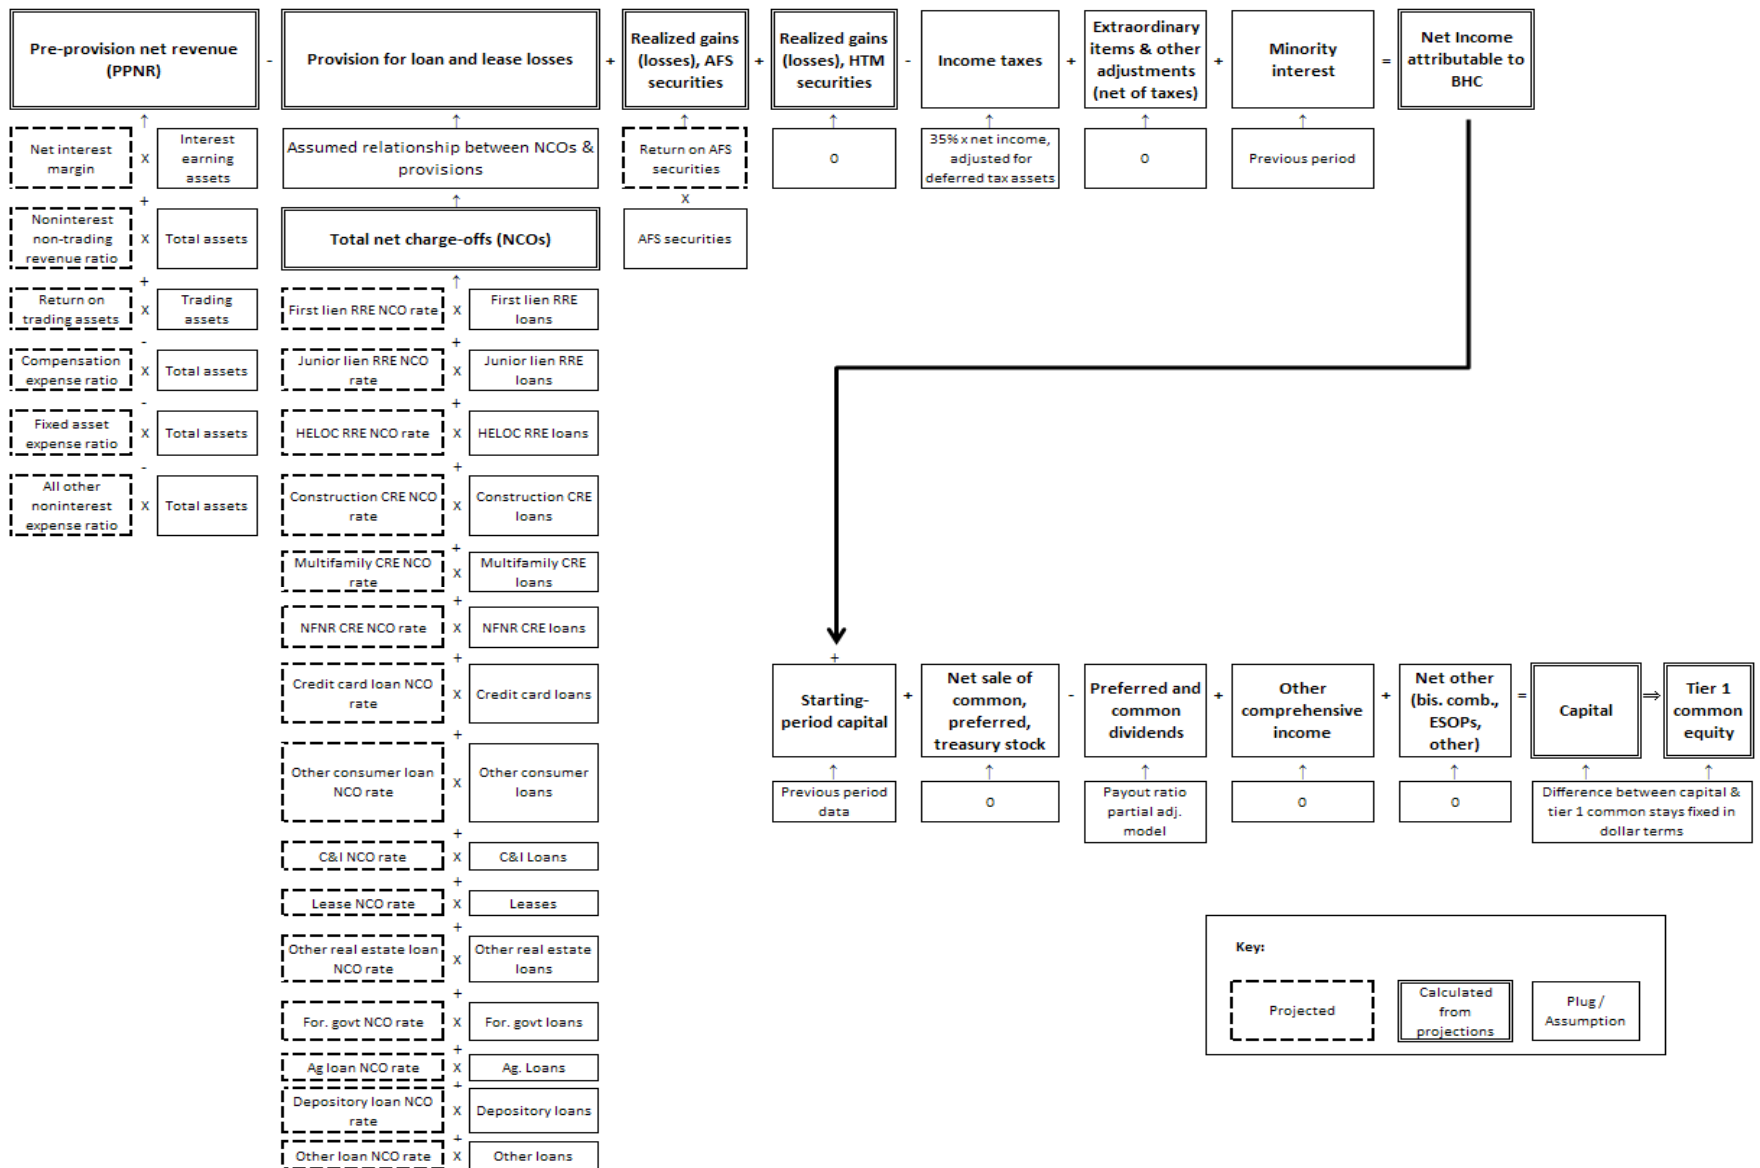 Pre-provision net revenue
(PPNR)
-
Provision for loan and lease losses
+
Realized gains
(losses), AFS
securities
+
Realized gains
(losses), HTM
securities
-
Income taxes
+
Extraordinary
items & other
adjustments
(net of taxes)
+
Minority
interest
=
Net Income
attributable to
BHC
↑
↑
↑
↑
↑
↑
↑
Net interest
margin
X
Interest
earning
assets
Assumed relationship between NCOs &
provisions
Return on AFS
securities
0
35% x net income,
adjusted for
deferred tax assets
0
Previous period
+
↑
X
Noninterest
non-trading
revenue ratio
X
Total assets
Total net charge-offs (NCOs)
AFS securities
+
↑
Return on
trading assets
X
Trading
assets
First lien RRE NCO rate
X
First lien RRE
loans
-
+
Compensation
expense ratio
X
Total assets
Junior lien RRE NCO
rate
X
Junior lien RRE
loans
-
+
Fixed asset
expense ratio
X
Total assets
HELOC RRE NCO rate
X
HELOC RRE loans
-
+
All other
noninterest
expense ratio
X
Total assets
Construction CRE NCO
rate
X
Construction CRE
loans
+
Multifamily CRE NCO
rate
X
Multifamily CRE
loans
+
NFNR CRE NCO rate
X
NFNR CRE loans
+
Credit card loan NCO
rate
X
Credit card loans
+
Other consumer loan
NCO rate
X
Other consumer
loans
+
C&I NCO rate
X
C&I Loans
+
Lease NCO rate
X
Leases
+
Other real estate loan
NCO rate
X
Other real estate
loans
+
For. govt NCO rate
X
For. govt loans
+
Ag loan NCO rate
X
Ag. Loans
+
Depository loan NCO
rate
X
Depository loans
+
Other loan NCO rate
X
Other loans
+
Starting-
period capital
+
Net sale of
common,
preferred,
treasury stock
-
Preferred and
common
dividends
+
Other
comprehensive
income
+
Net other
(bis. comb.,
ESOPs,
other)
=
Capital
⇒
Tier 1
common
equity
↑
↑
↑
↑
↑
↑
↑
Previous period
data
0
Payout ratio
partial adj.
model
0
0
Difference between capital &
tier 1 common stays fixed in
dollar terms
Key:
Projected
Calculated
from
projections
Plug /
Assumption